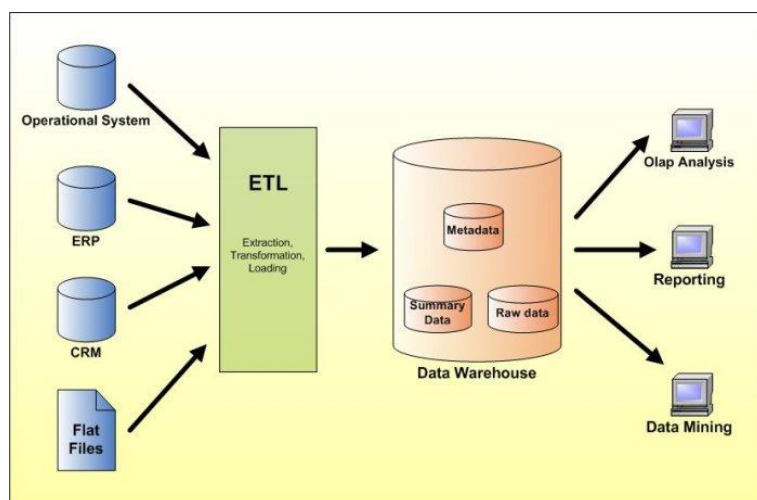 Operational System
ERP
CRM
Flat
Files
ETL
Extraction,
Transformation,
Loading
Metadata
Summary
Data
Raw data
Data Warehouse
Olap Analysis
Reporting
Data Mining